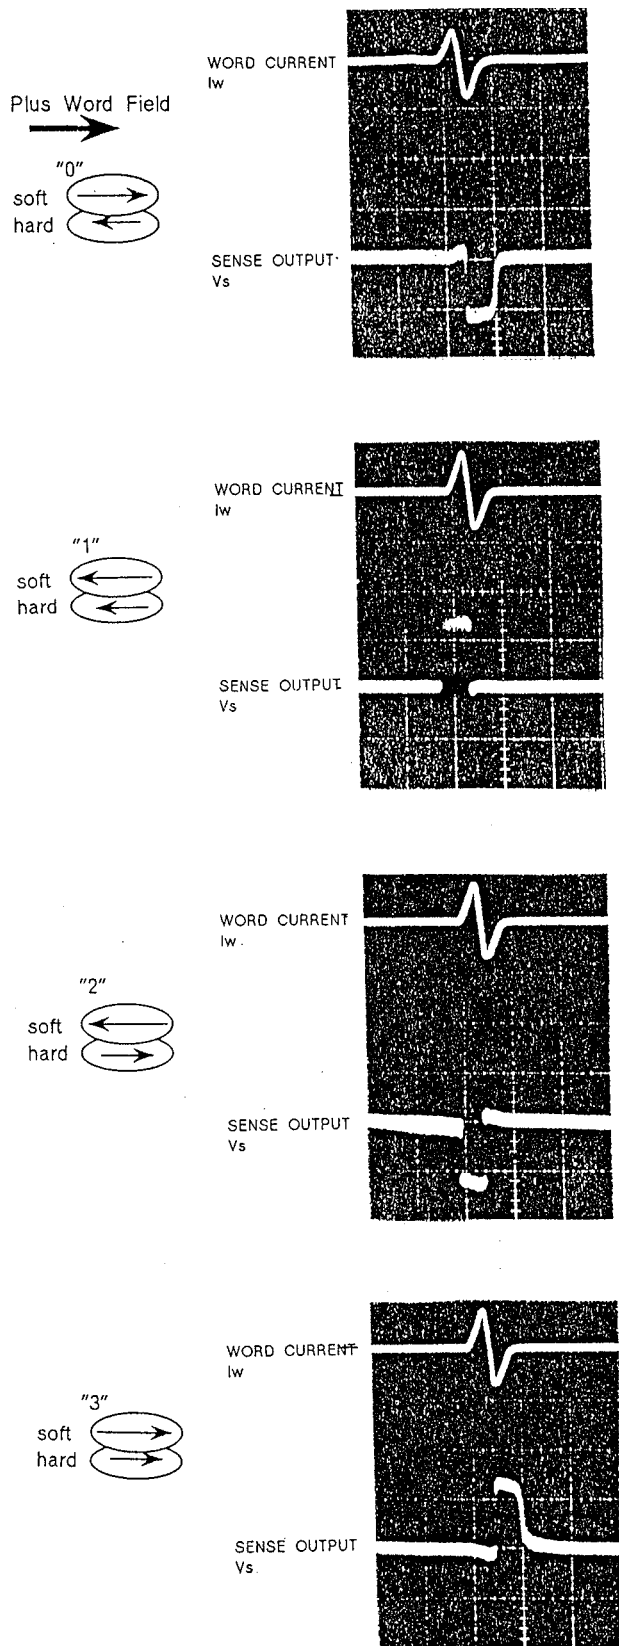 WORD CURRENT
Iw
Plus Word Field
"0"
soft
hard
SENSE OUTPUT
Vs
WORD CURRENT
Iw
"1"
soft
hard
SENSE OUTPUT
Vs
WORD CURRENT
Iw
"2"
soft
hard
SENSE OUTPUT
Vs
WORD CURRENT
Iw
"3"
soft
hard
SENSE OUTPUT
Vs